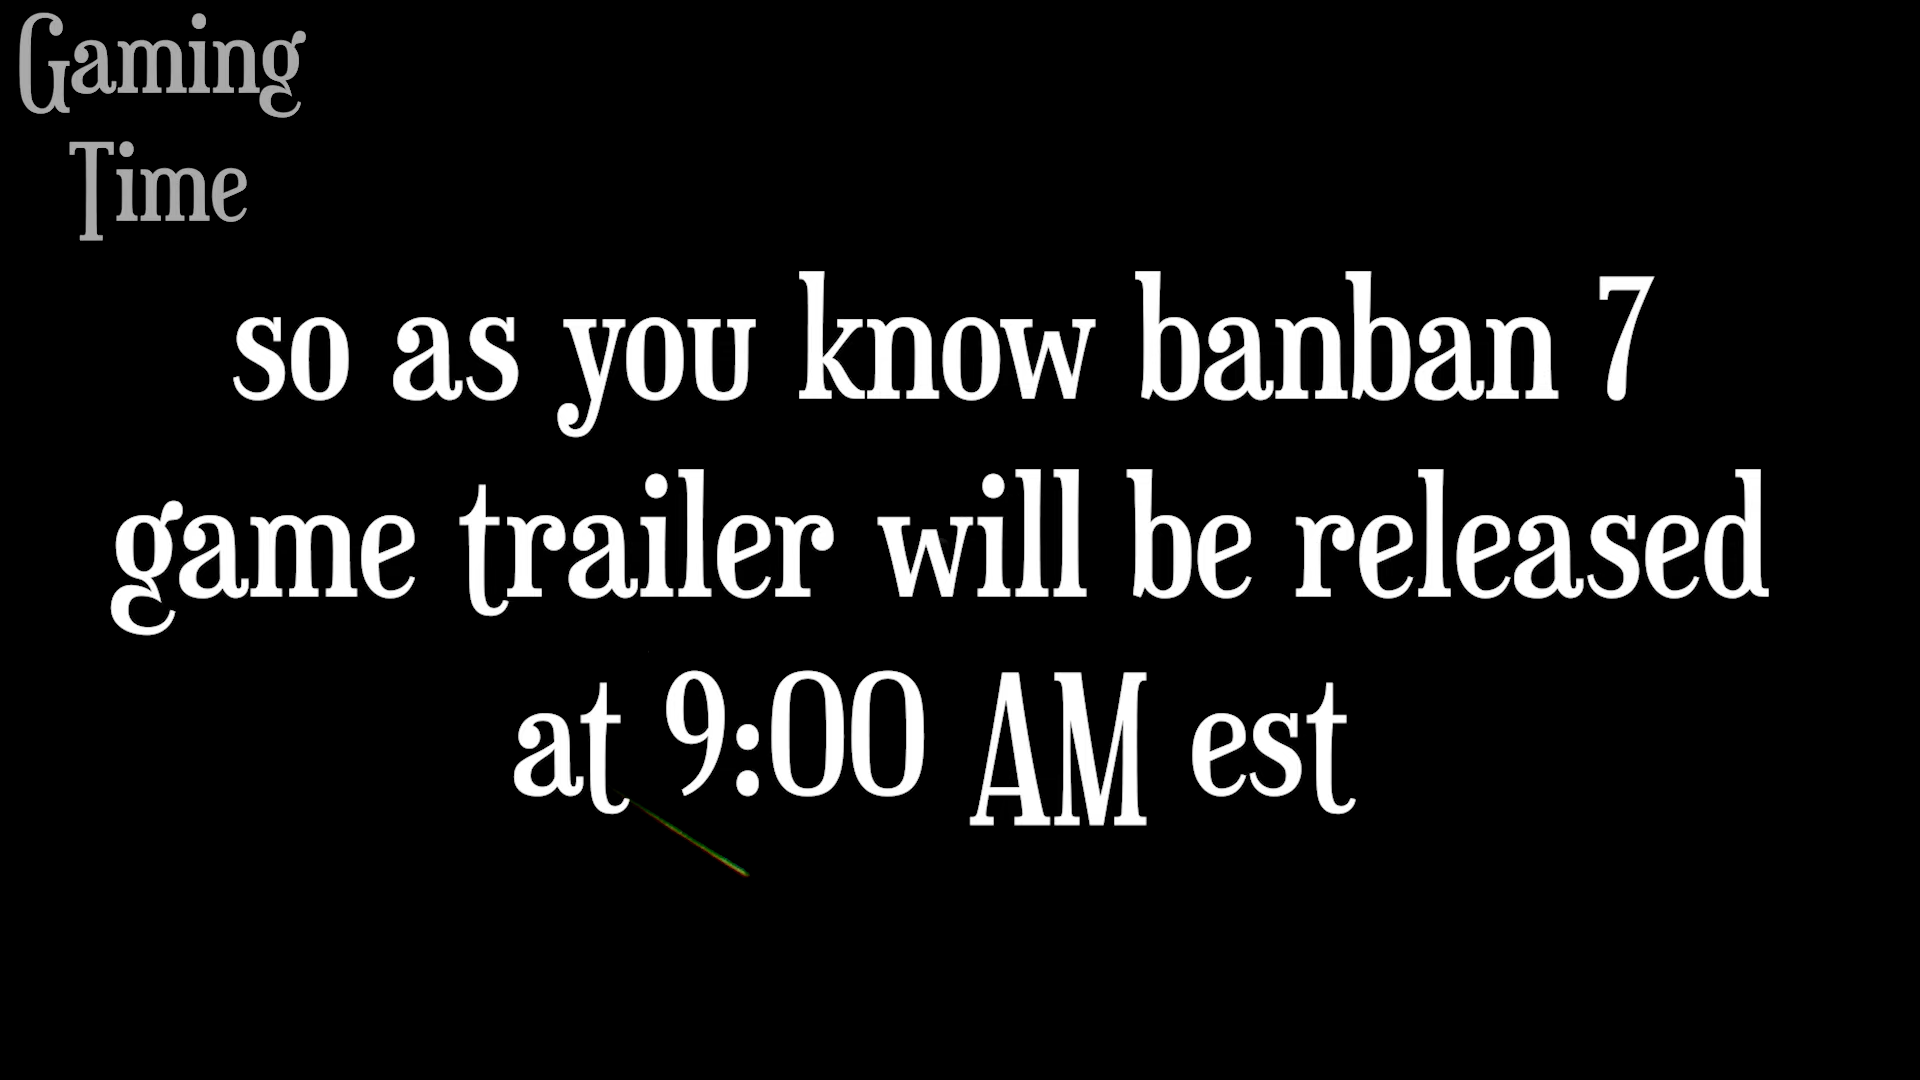 Gaming
Time
so as you know banban 7
game trailer will be released
at 9:00 AM est